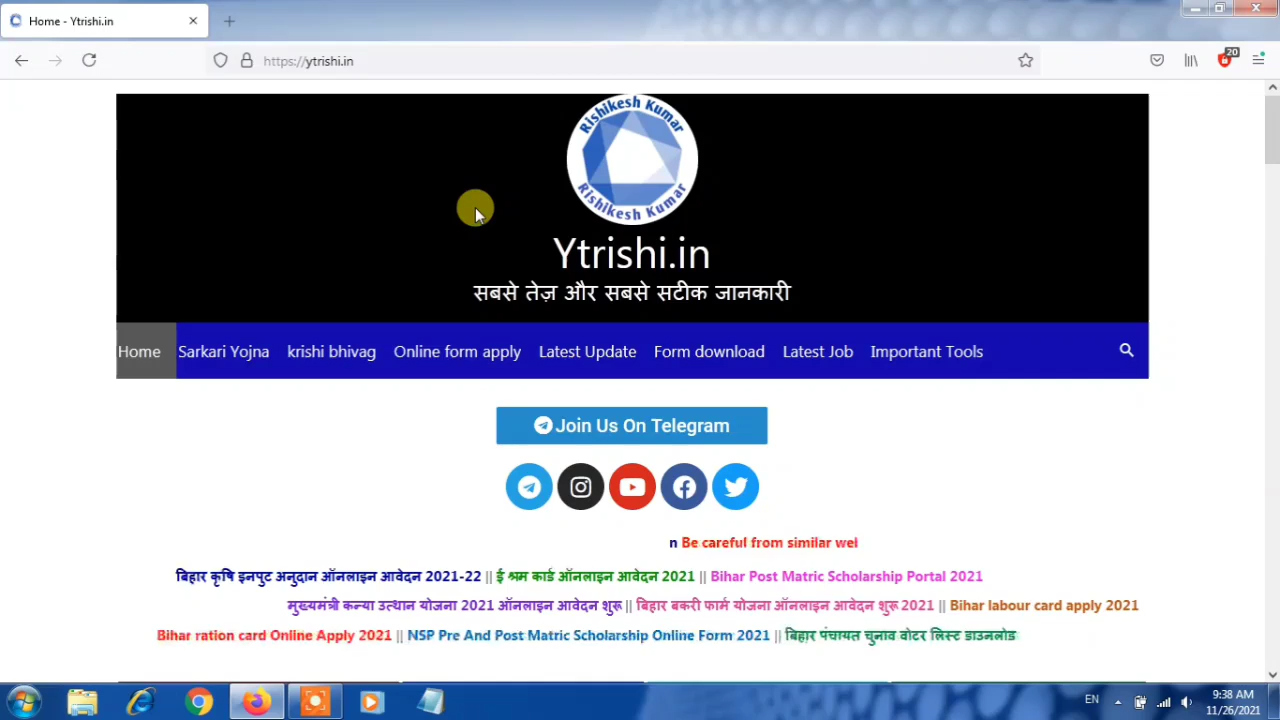 Home - Ytrishi.in
https://ytrishi.in
20
Rishikesh Kumar
Rishikesh Kumar
Ytrishi.in
सबसे तेज़ और सबसे सटीक जानकारी
Home Sarkari Yojna krishi bhivag Online form apply Latest Update Form download Latest Job Important Tools
Join Us On Telegram
n Be careful from similar wel
बिहार कृषि इनपुट अनुदान ऑनलाइन आवेदन 2021-22 || ई श्रम कार्ड ऑनलाइन आवेदन 2021 || Bihar Post Matric Scholarship Portal 2021
मुख्यमंत्री कन्या उत्थान योजना 2021 ऑनलाइन आवेदन शुरू || बिहार बकरी फार्म योजना ऑनलाइन आवेदन शुरू 2021 || Bihar labour card apply 2021
Bihar ration card Online Apply 2021 || NSP Pre And Post Matric Scholarship Online Form 2021 || बिहार पंचायत चुनाव वोटर लिस्ट डाउनलोड
EN
9:38 AM
11/26/2021